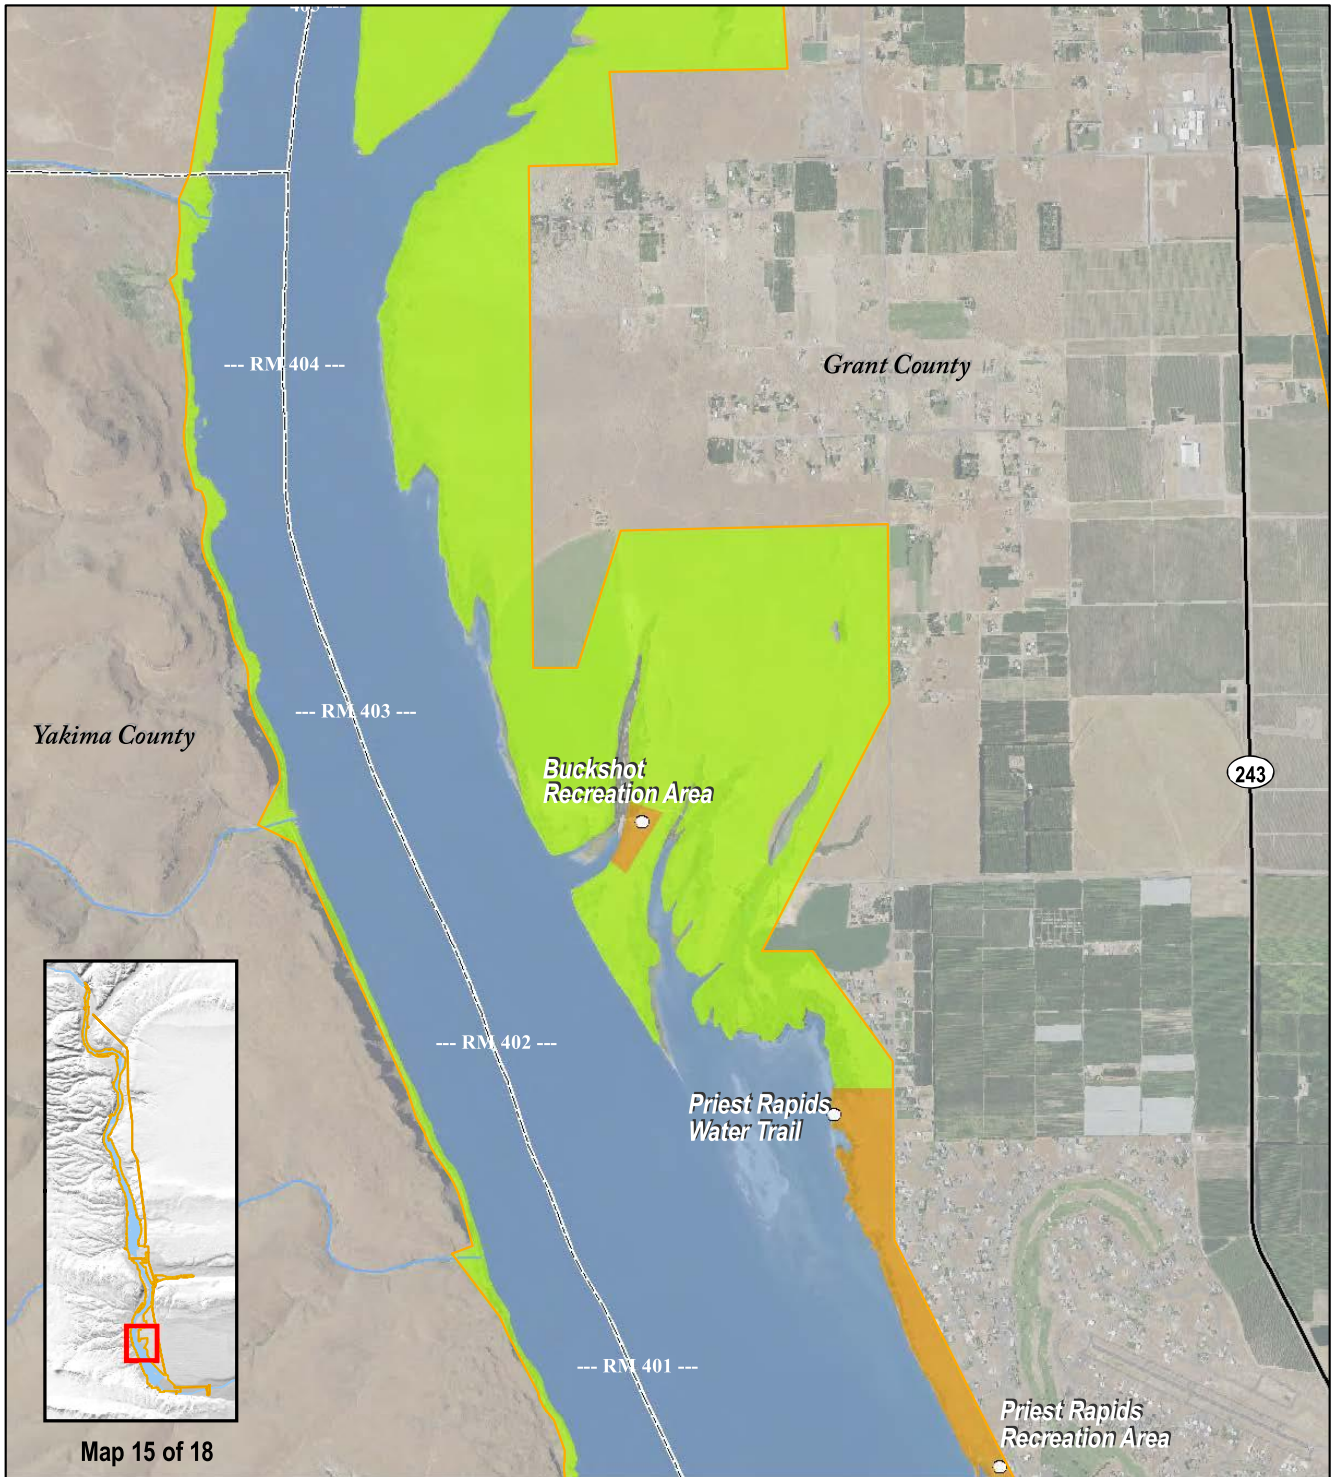 --- RM 404 ---
Grant County
--- RM 403 ---
Yakima County
Buckshot
Recreation Area
243
--- RM 402 ---
Priest Rapids
Water Trail
--- RM 401 ---
Priest Rapids
Recreation Area
Map 15 of 18